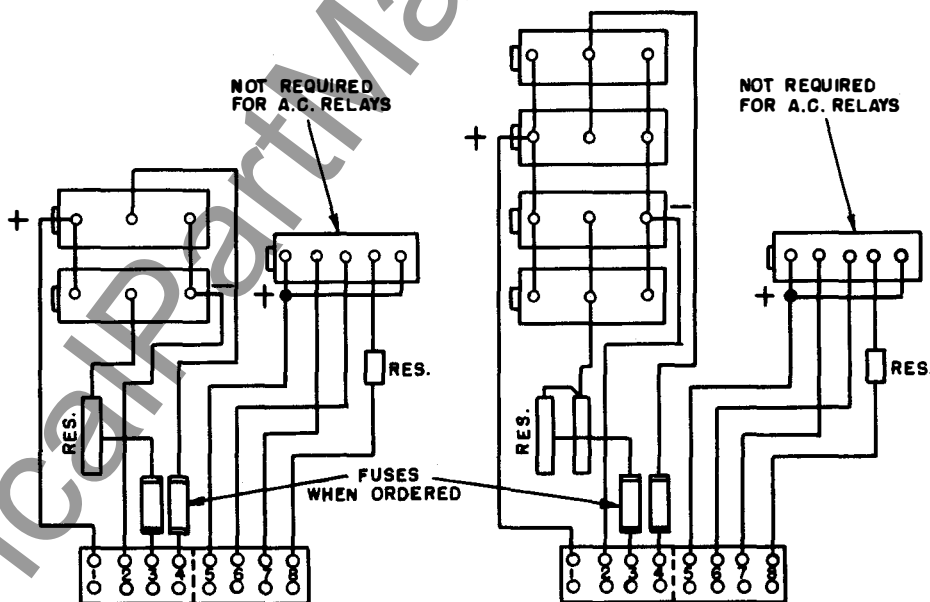 NOT REQUIRED
FOR A.C. RELAYS
NOT REQUIRED
FOR A.C. RELAYS
+
+
-
-
+
+
RES.
RES.
RES.
RES.
FUSES
WHEN ORDERED
1 2 3 4 5 6 7 8
1 2 3 4 5 6 7 8
icalPartMa